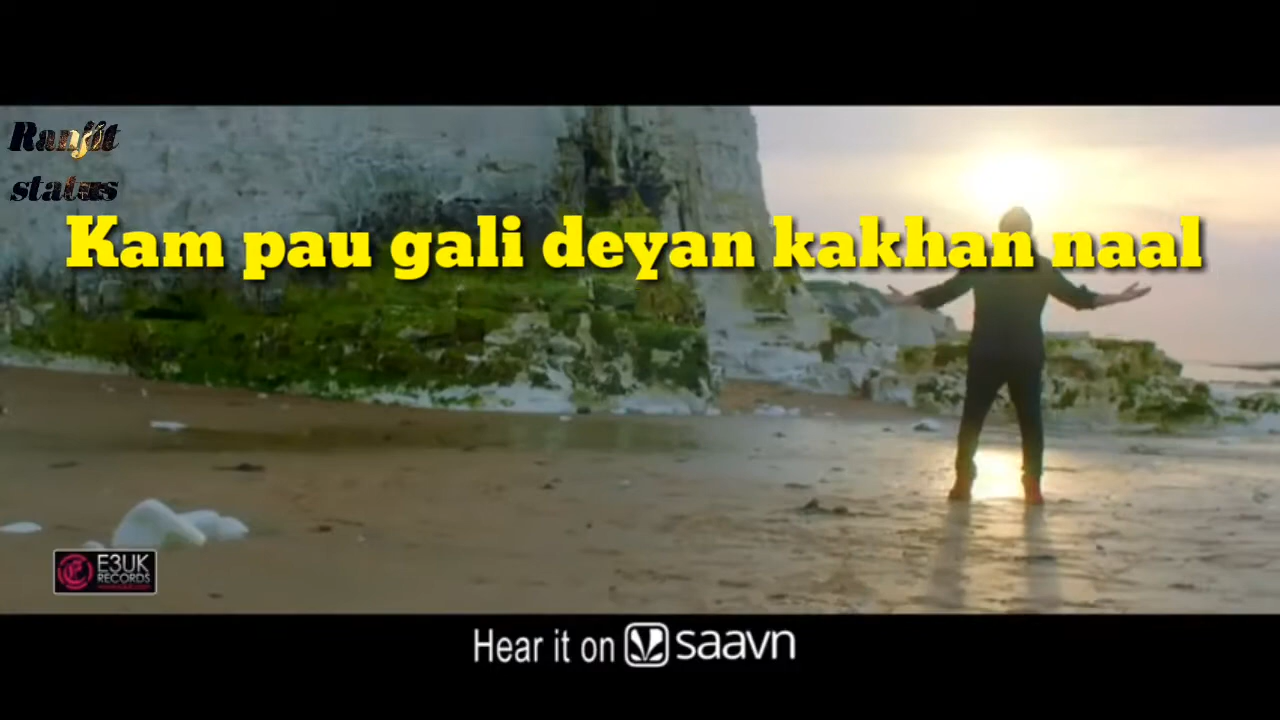 Ranjit
status
Kam pau gali deyan kakhan naal
E3UK
RECORDS
Hear it on saavn